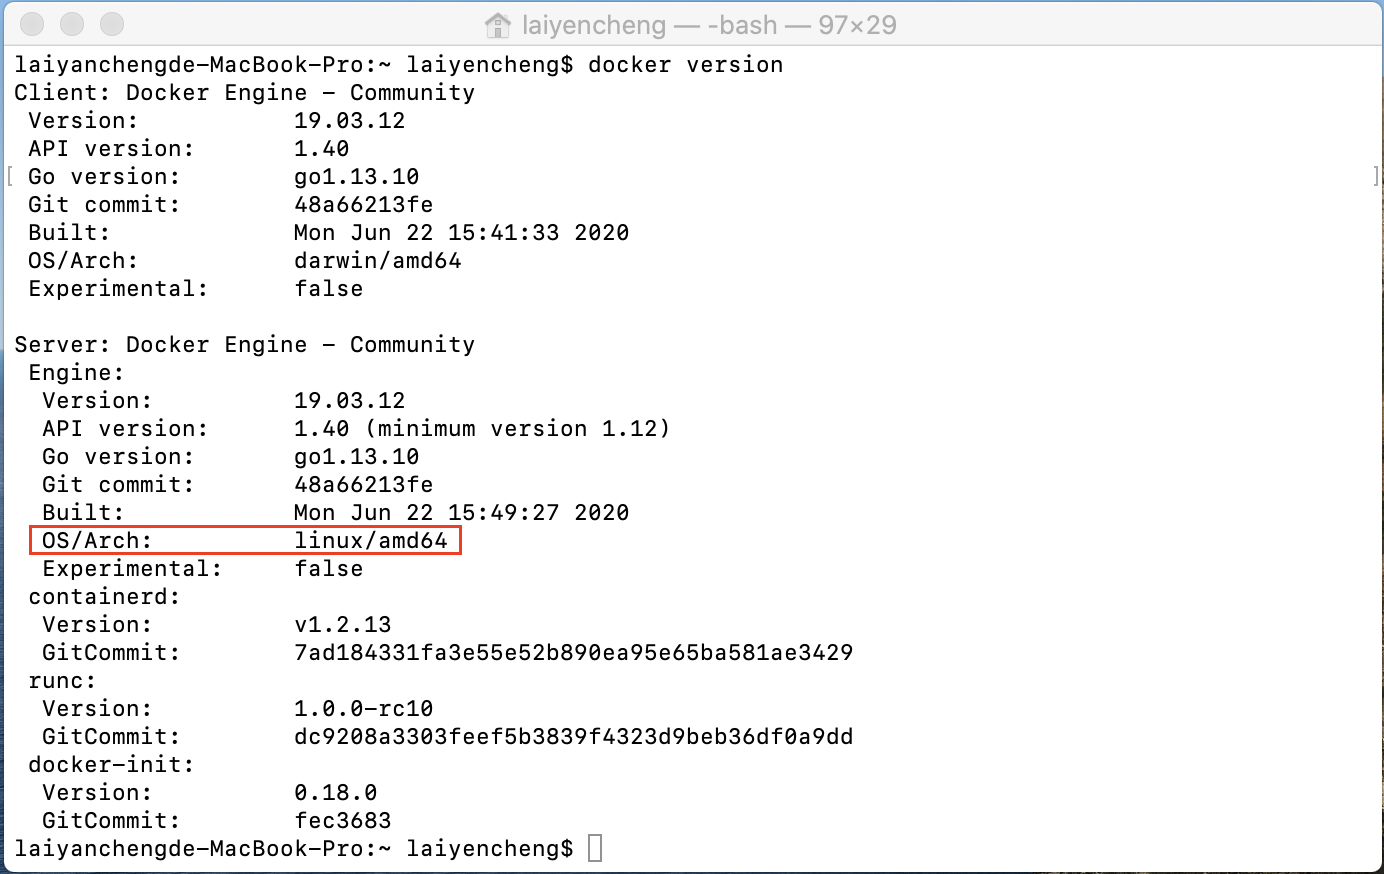 laiyencheng — -bash — 97×29
laiyanchengde-MacBook-Pro:~ laiyencheng$ docker version
Client: Docker Engine - Community
 Version:           19.03.12
 API version:       1.40
[ Go version:        go1.13.10 ]
 Git commit:        48a66213fe
 Built:             Mon Jun 22 15:41:33 2020
 OS/Arch:           darwin/amd64
 Experimental:      false

Server: Docker Engine - Community
 Engine:
  Version:          19.03.12
  API version:      1.40 (minimum version 1.12)
  Go version:       go1.13.10
  Git commit:       48a66213fe
  Built:            Mon Jun 22 15:49:27 2020
  OS/Arch:          linux/amd64
  Experimental:     false
 containerd:
  Version:          v1.2.13
  GitCommit:        7ad184331fa3e55e52b890ea95e65ba581ae3429
 runc:
  Version:          1.0.0-rc10
  GitCommit:        dc9208a3303feef5b3839f4323d9beb36df0a9dd
 docker-init:
  Version:          0.18.0
  GitCommit:        fec3683
laiyanchengde-MacBook-Pro:~ laiyencheng$